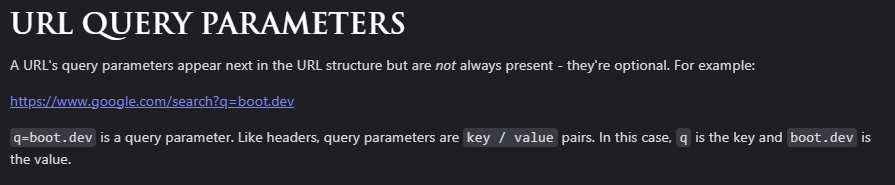 URL QUERY PARAMETERS
A URL's query parameters appear next in the URL structure but are not always present - they're optional. For example:
https://www.google.com/search?q=boot.dev
q=boot.dev is a query parameter. Like headers, query parameters are key / value pairs. In this case, q is the key and boot.dev is
the value.